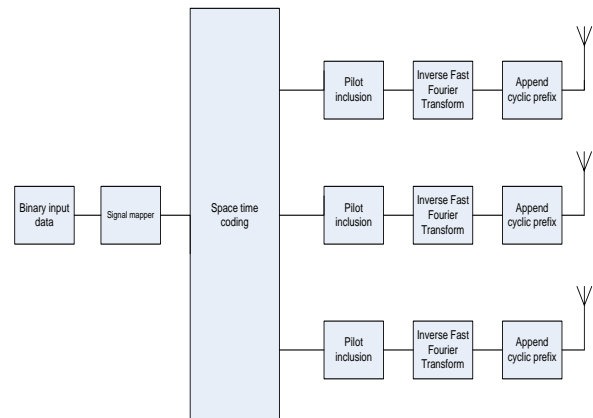 Pilot
inclusion
Inverse Fast
Fourier
Transform
Append
cyclic prefix
Binary input
data
Signal mapper
Space time
coding
Pilot
inclusion
Inverse Fast
Fourier
Transform
Append
cyclic prefix
Pilot
inclusion
Inverse Fast
Fourier
Transform
Append
cyclic prefix